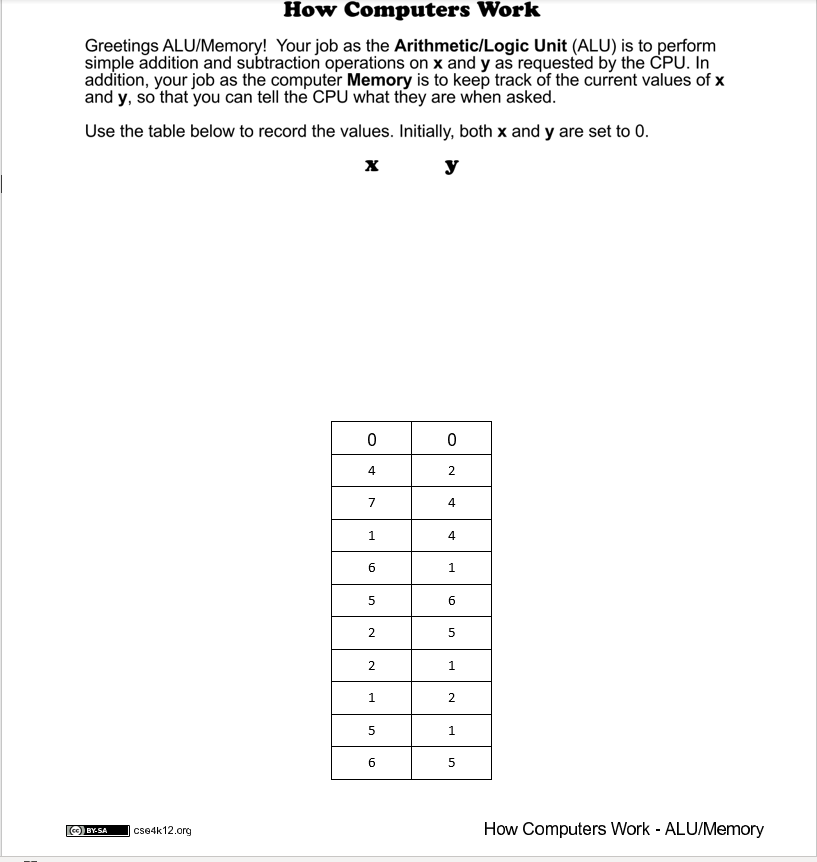 How Computers Work
Greetings ALU/Memory! Your job as the Arithmetic/Logic Unit (ALU) is to perform
simple addition and subtraction operations on x and y as requested by the CPU. In
addition, your job as the computer Memory is to keep track of the current values of x
and y, so that you can tell the CPU what they are when asked.
Use the table below to record the values. Initially, both x and y are set to 0.
x y
0 0
4 2
7 4
1 4
6 1
5 6
2 5
2 1
1 2
5 1
6 5
(cc) BY-SA cse4k12.org
How Computers Work - ALU/Memory